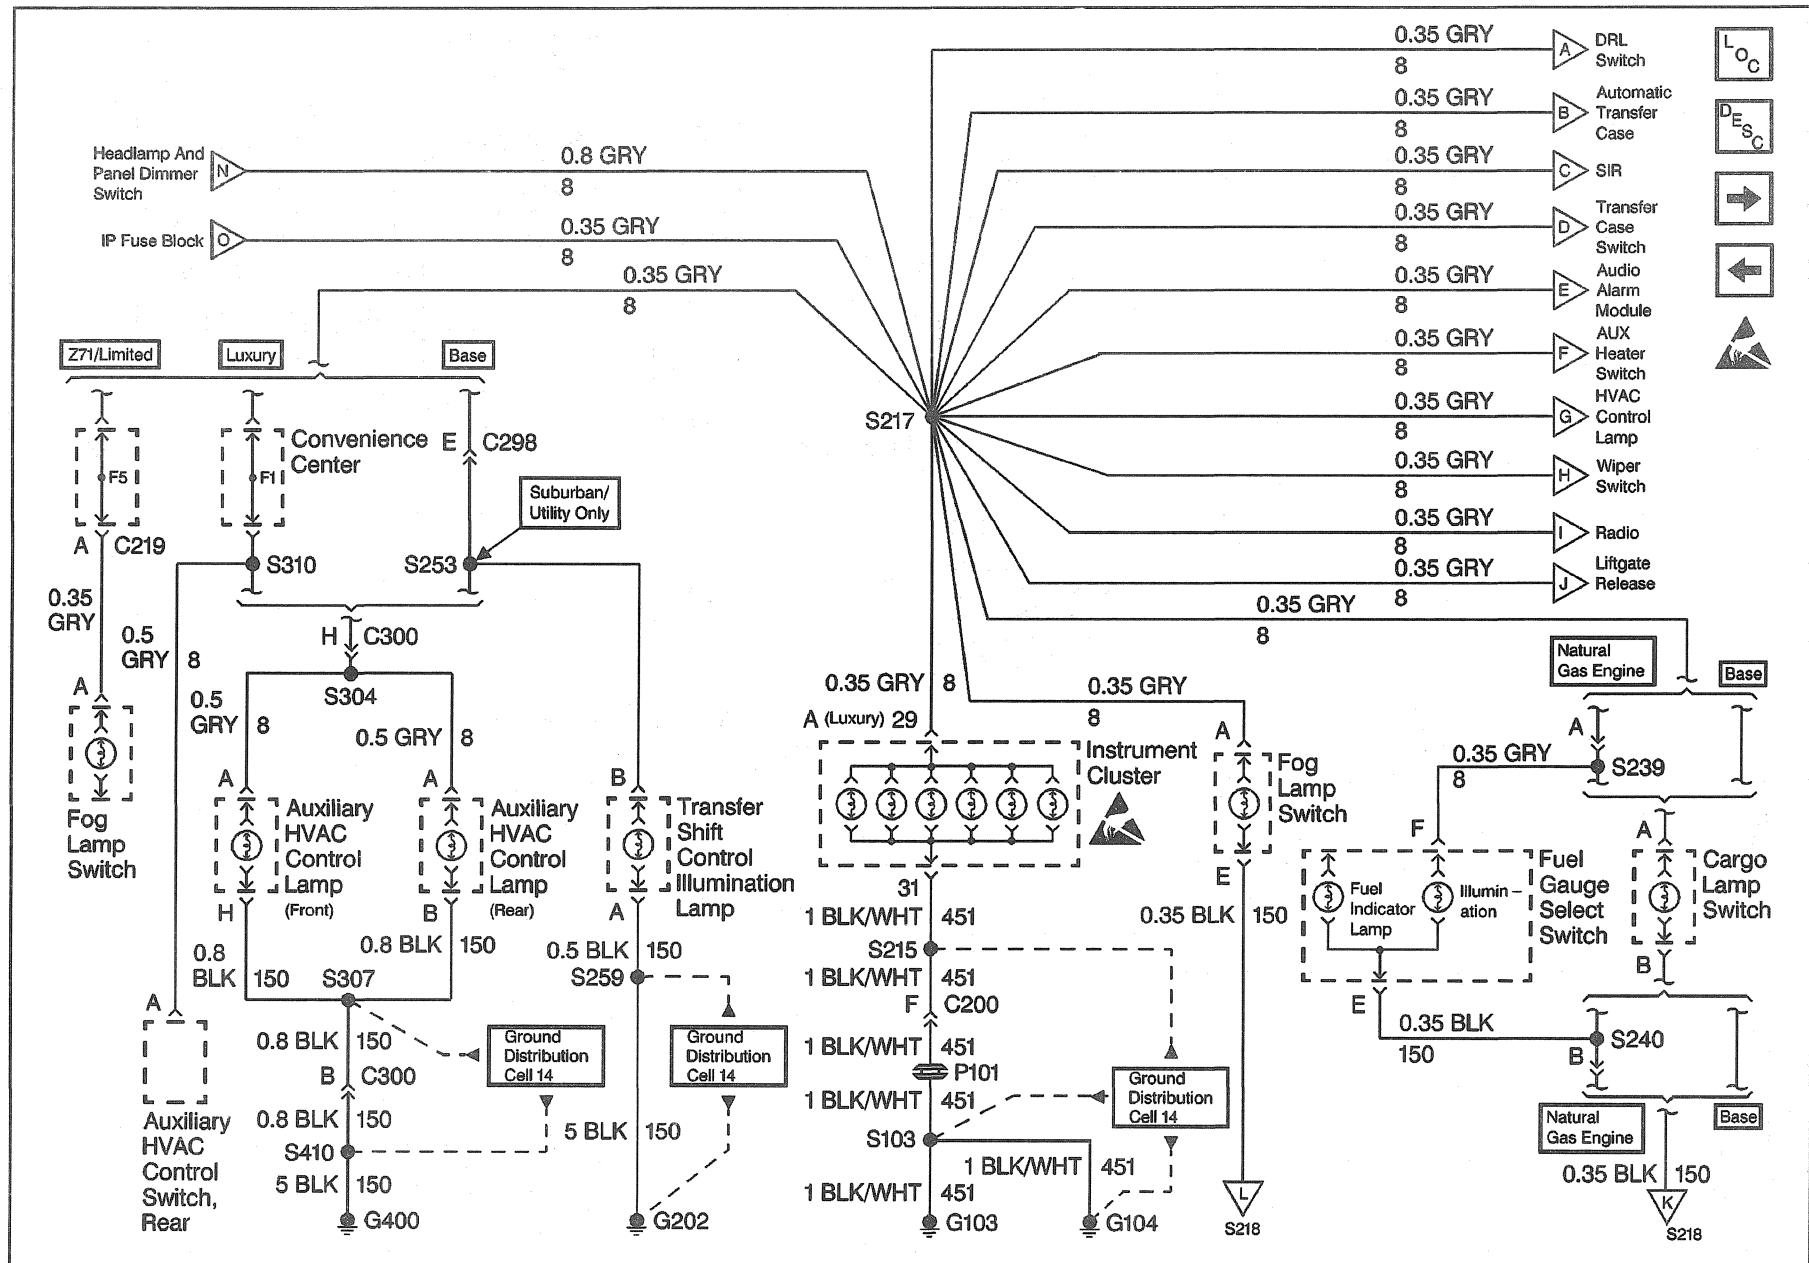 0.35 GRY
8
A
DRL
Switch
LOC
0.35 GRY
8
B
Automatic
Transfer
Case
DESC
Headlamp And
Panel Dimmer
Switch
N
0.8 GRY
8
0.35 GRY
8
C
SIR
IP Fuse Block
O
0.35 GRY
8
0.35 GRY
8
D
Transfer
Case
Switch
0.35 GRY
8
0.35 GRY
8
E
Audio
Alarm
Module
0.35 GRY
8
F
AUX
Heater
Switch
0.35 GRY
8
G
HVAC
Control
Lamp
0.35 GRY
8
H
Wiper
Switch
0.35 GRY
8
I
Radio
0.35 GRY
8
J
Liftgate
Release
0.35 GRY
8
S217
Z71/Limited
Luxury
Base
F5
F1
Convenience
Center
E
C298
Suburban/
Utility Only
A
C219
S310
S253
0.35
GRY
0.5
GRY
8
H
C300
S304
A
0.5
GRY
8
0.5 GRY
8
Fog
Lamp
Switch
A
Auxiliary
HVAC
Control
Lamp
(Front)
H
A
Auxiliary
HVAC
Control
Lamp
(Rear)
B
B
Transfer
Shift
Control
Illumination
Lamp
A
0.8
BLK
150
0.8 BLK
150
S307
0.5 BLK
150
S259
A
Auxiliary
HVAC
Control
Switch,
Rear
0.8 BLK
150
B
C300
0.8 BLK
150
S410
5 BLK
150
G400
Ground
Distribution
Cell 14
Ground
Distribution
Cell 14
5 BLK
150
G202
0.35 GRY
8
A (Luxury) 29
Instrument
Cluster
31
1 BLK/WHT
451
S215
1 BLK/WHT
451
F
C200
1 BLK/WHT
451
P101
1 BLK/WHT
451
S103
1 BLK/WHT
451
1 BLK/WHT
451
G103
G104
Ground
Distribution
Cell 14
0.35 GRY
8
A
Fog
Lamp
Switch
E
0.35 BLK
150
L
S218
Natural
Gas Engine
Base
A
0.35 GRY
8
S239
F
Fuel
Indicator
Lamp
Illumin –
ation
Fuel
Gauge
Select
Switch
E
A
Cargo
Lamp
Switch
B
0.35 BLK
150
S240
B
Natural
Gas Engine
Base
0.35 BLK
150
K
S218